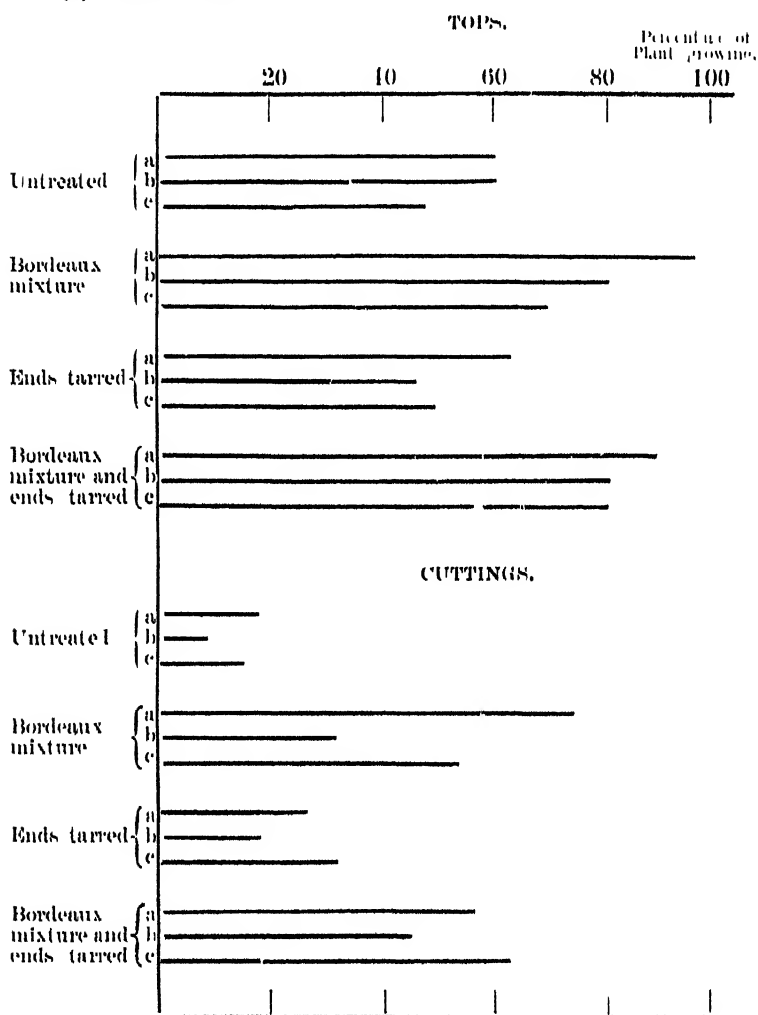 TOPS.
Percentage of
Plant growing.
20 40 60 80 100
Untreated
a
b
c
Bordeaux
mixture
a
b
c
Ends tarred
a
b
c
Bordeaux
mixture and
ends tarred
a
b
c
CUTTINGS.
Untreated
a
b
c
Bordeaux
mixture
a
b
c
Ends tarred
a
b
c
Bordeaux
mixture and
ends tarred
a
b
c